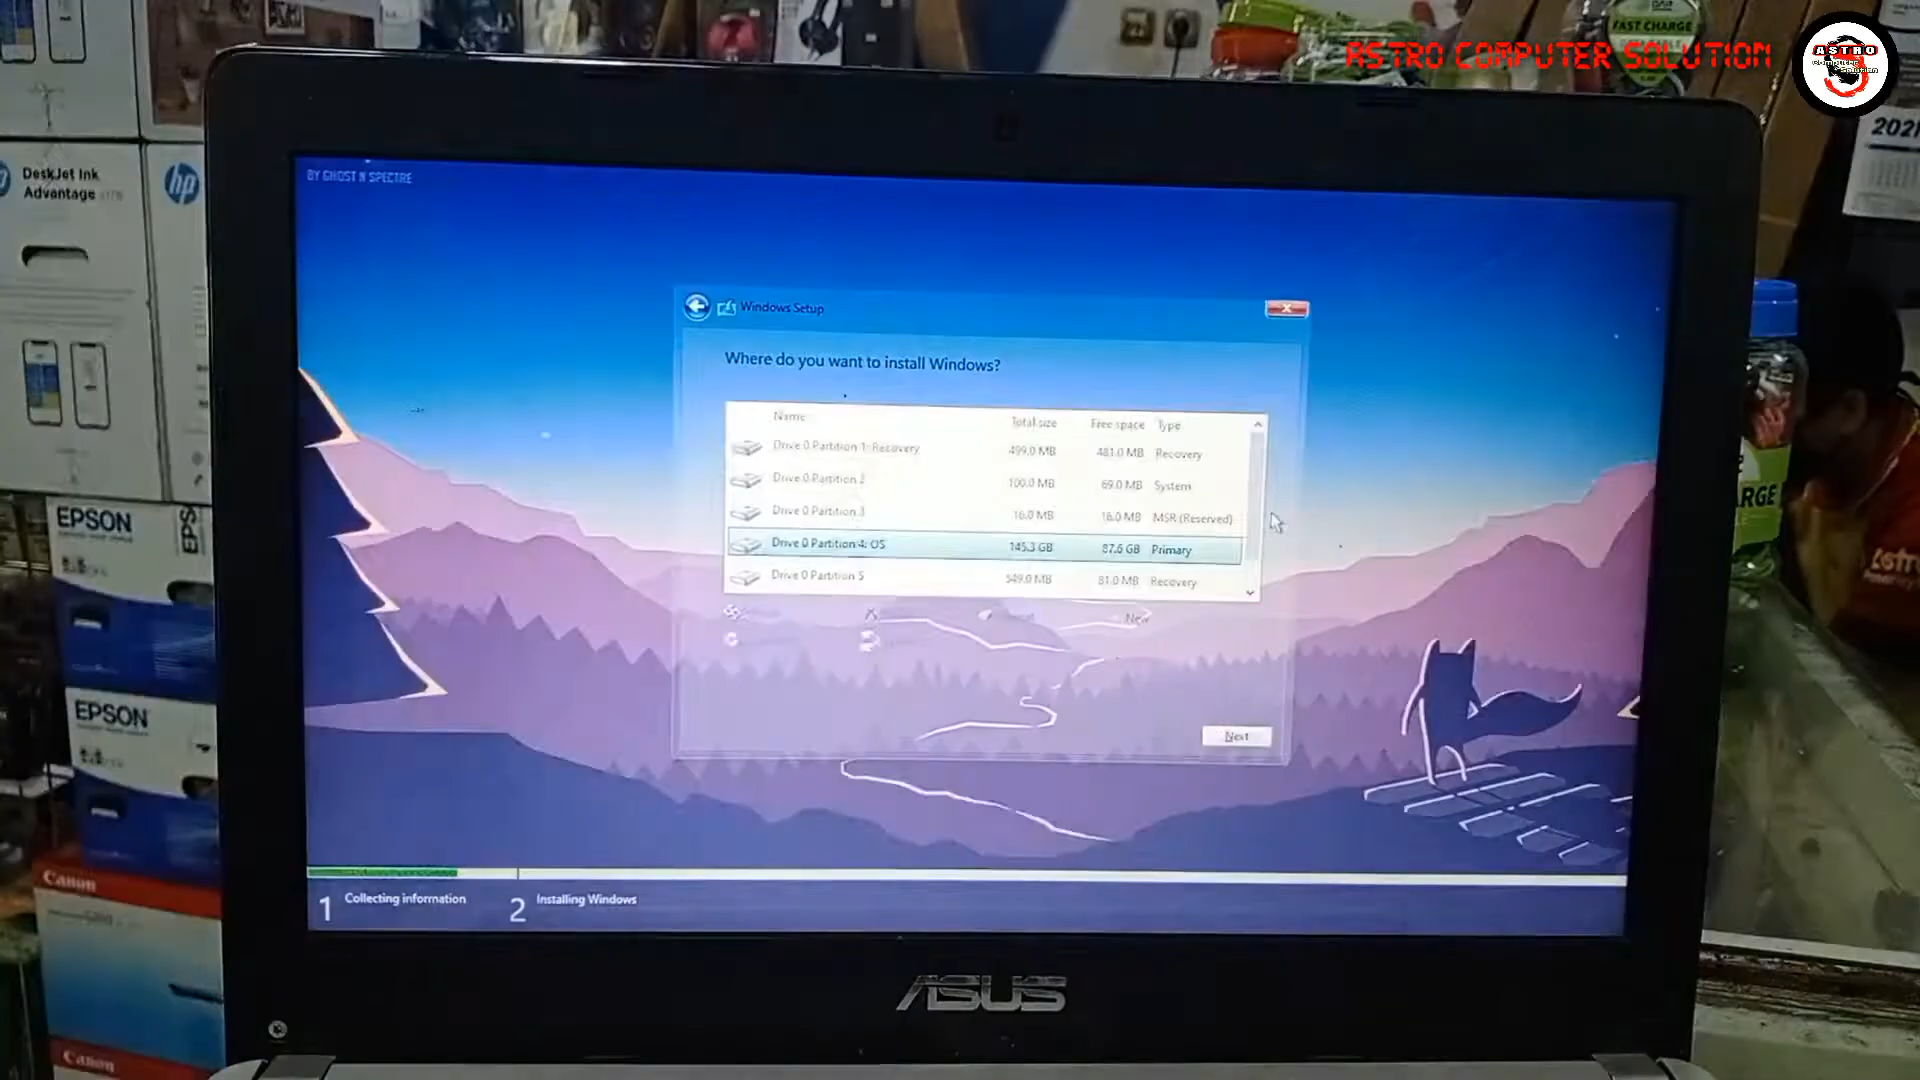 ASTRO COMPUTER SOLUTION
ASTRO
Computer
Solution
FAST CHARGE
2021
DeskJet Ink
Advantage
hp
BY GHOST N SPECTRE
Windows Setup
Where do you want to install Windows?
Name Total size Free space Type
Drive 0 Partition 1: Recovery 499.0 MB 481.0 MB Recovery
Drive 0 Partition 2 100.0 MB 69.0 MB System
Drive 0 Partition 3 16.0 MB 16.0 MB MSR (Reserved)
Drive 0 Partition 4: OS 145.3 GB 87.6 GB Primary
Drive 0 Partition 5 549.0 MB 81.0 MB Recovery
New
Next
EPSON
EPSON
Canon
Canon
1 Collecting information
2 Installing Windows
ASUS